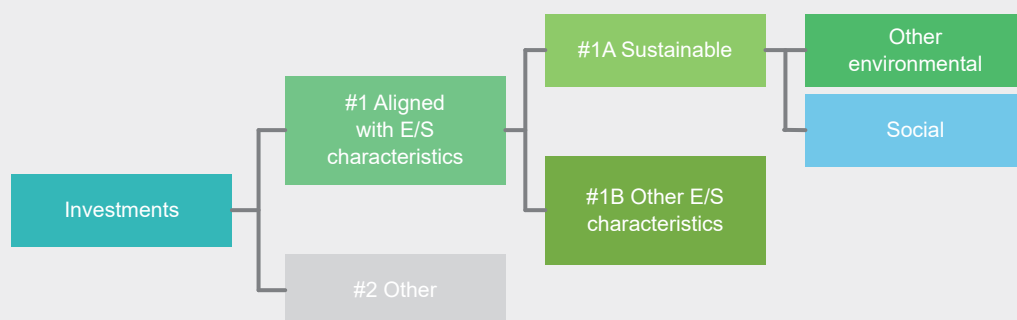 Investments
#1 Aligned
with E/S
characteristics
#2 Other
#1A Sustainable
#1B Other E/S
characteristics
Other
environmental
Social